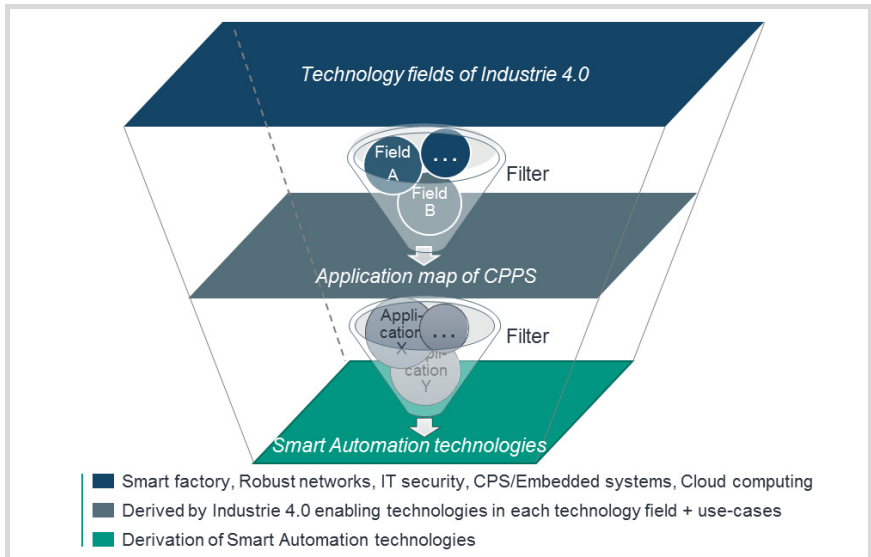 Technology fields of Industrie 4.0
Field
A
...
Field
B
Filter
Application map of CPPS
Appli-
cation
X
...
Appli-
cation
Y
Filter
Smart Automation technologies
Smart factory, Robust networks, IT security, CPS/Embedded systems, Cloud computing
Derived by Industrie 4.0 enabling technologies in each technology field + use-cases
Derivation of Smart Automation technologies